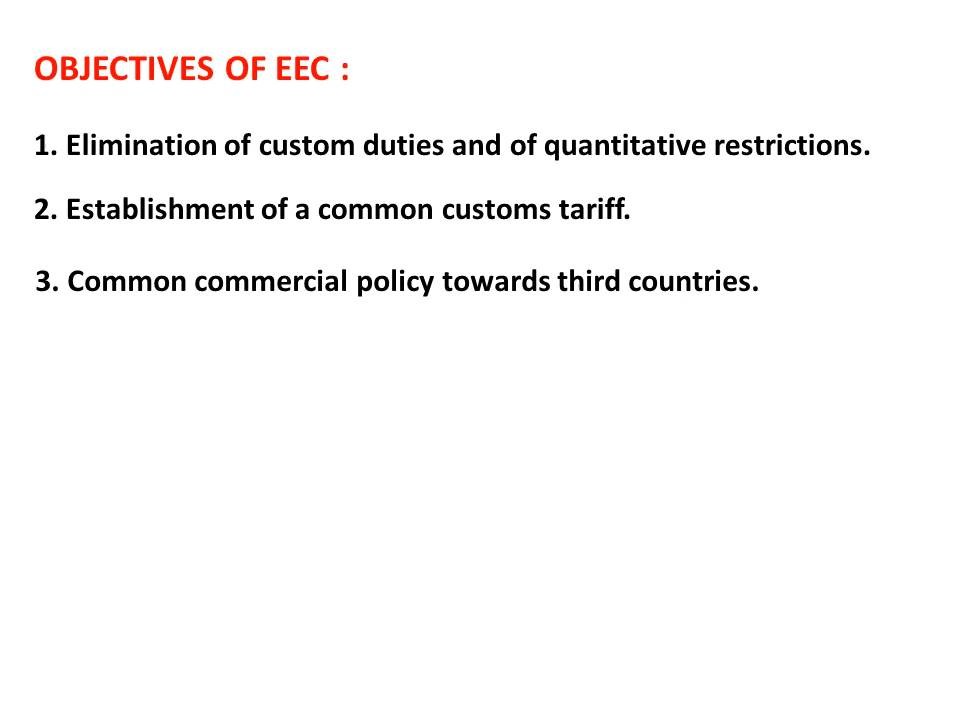 OBJECTIVES OF EEC :
1. Elimination of custom duties and of quantitative restrictions.
2. Establishment of a common customs tariff.
3. Common commercial policy towards third countries.